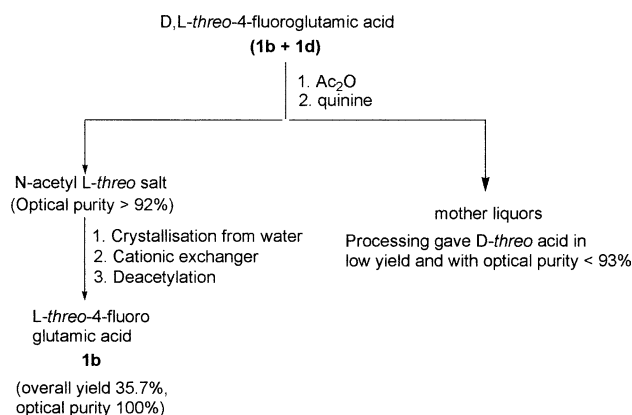 D,L-threo-4-fluoroglutamic acid
(1b + 1d)
1. Ac₂O
2. quinine
N-acetyl L-threo salt
(Optical purity > 92%)
1. Crystallisation from water
2. Cationic exchanger
3. Deacetylation
L-threo-4-fluoro
glutamic acid
1b
(overall yield 35.7%,
optical purity 100%)
mother liquors
Processing gave D-threo acid in
low yield and with optical purity < 93%